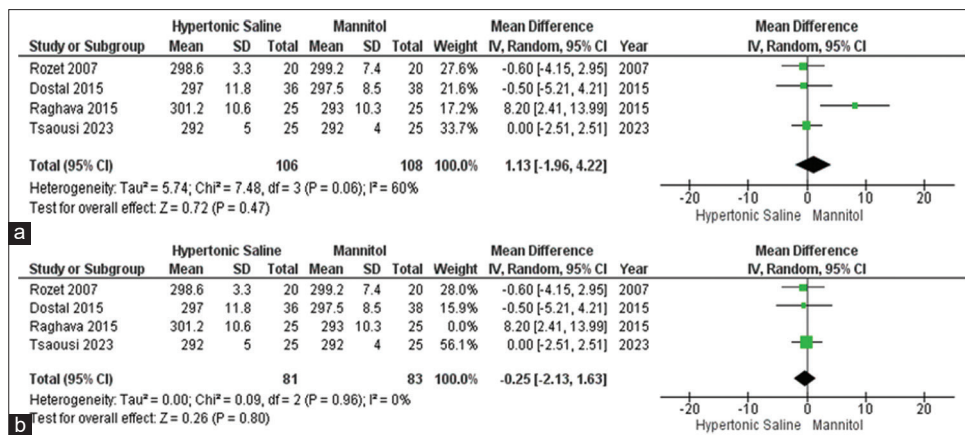 Hypertonic Saline Mannitol Mean Difference Mean Difference
Study or Subgroup Mean SD Total Mean SD Total Weight IV, Random, 95% CI Year IV, Random, 95% CI
Rozet 2007 298.6 3.3 20 299.2 7.4 20 27.6% -0.60 [-4.15, 2.95] 2007
Dostal 2015 297 11.8 36 297.5 8.5 38 21.6% -0.50 [-5.21, 4.21] 2015
Raghava 2015 301.2 10.6 25 293 10.3 25 17.2% 8.20 [2.41, 13.99] 2015
Tsaousi 2023 292 5 25 292 4 25 33.7% 0.00 [-2.51, 2.51] 2023
Total (95% CI) 106 108 100.0% 1.13 [-1.96, 4.22]
Heterogeneity: Tau² = 5.74; Chi² = 7.48, df = 3 (P = 0.06); I² = 60%
Test for overall effect: Z = 0.72 (P = 0.47)
-20 -10 0 10 20
Hypertonic Saline Mannitol
a
Hypertonic Saline Mannitol Mean Difference Mean Difference
Study or Subgroup Mean SD Total Mean SD Total Weight IV, Random, 95% CI Year IV, Random, 95% CI
Rozet 2007 298.6 3.3 20 299.2 7.4 20 28.0% -0.60 [-4.15, 2.95] 2007
Dostal 2015 297 11.8 36 297.5 8.5 38 15.9% -0.50 [-5.21, 4.21] 2015
Raghava 2015 301.2 10.6 25 293 10.3 25 0.0% 8.20 [2.41, 13.99] 2015
Tsaousi 2023 292 5 25 292 4 25 56.1% 0.00 [-2.51, 2.51] 2023
Total (95% CI) 81 83 100.0% -0.25 [-2.13, 1.63]
Heterogeneity: Tau² = 0.00; Chi² = 0.09, df = 2 (P = 0.96); I² = 0%
Test for overall effect: Z = 0.26 (P = 0.80)
-20 -10 0 10 20
Hypertonic Saline Mannitol
b